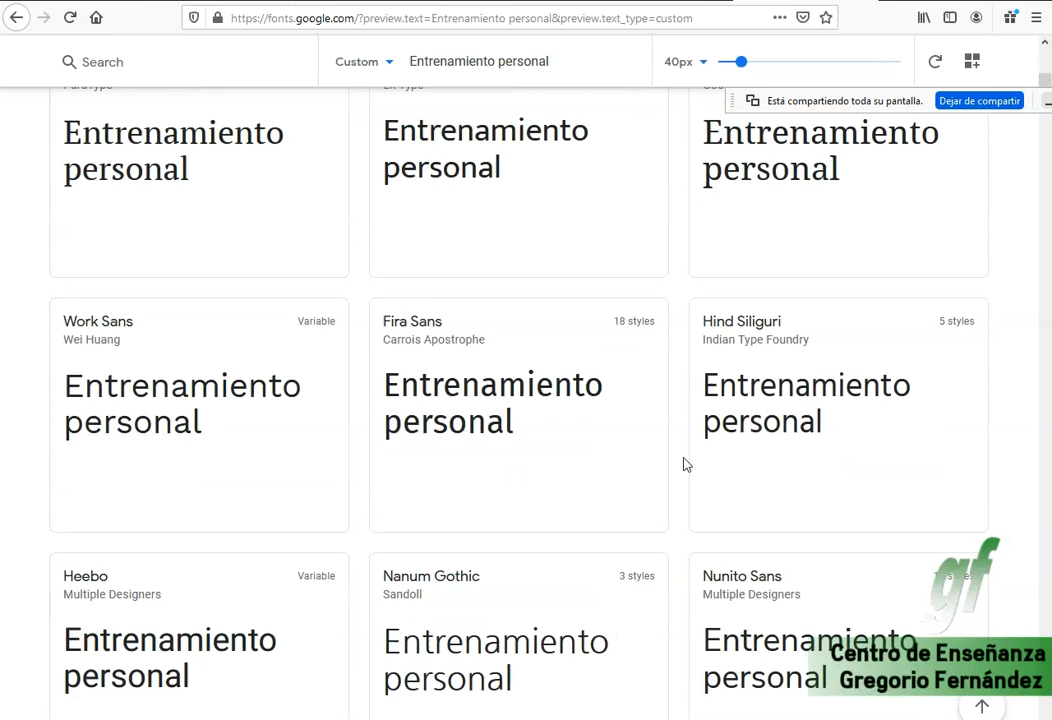 https://fonts.google.com/?preview.text=Entrenamiento personal&preview.text_type=custom
Search
Custom
Entrenamiento personal
40px
Está compartiendo toda su pantalla.
Dejar de compartir
Entrenamiento
personal
Entrenamiento
personal
Entrenamiento
personal
Work Sans
Variable
Wei Huang
Entrenamiento
personal
Fira Sans
18 styles
Carrois Apostrophe
Entrenamiento
personal
Hind Siliguri
5 styles
Indian Type Foundry
Entrenamiento
personal
Heebo
Variable
Multiple Designers
Entrenamiento
personal
Nanum Gothic
3 styles
Sandoll
Entrenamiento
personal
Nunito Sans
Multiple Designers
Entrenamiento
personal
gf
Centro de Enseñanza
Gregorio Fernández